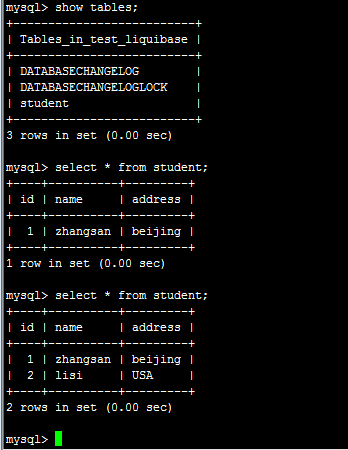 mysql> show tables;
+-------------------------+
| Tables_in_test_liquibase
+-------------------------+
| DATABASECHANGELOG       |
| DATABASECHANGELOGLOCK   |
| student                 |
+-------------------------+
3 rows in set (0.00 sec)
mysql> select * from student;
+----+----------+---------+
| id | name     | address |
+----+----------+---------+
|  1 | zhangsan | beijing |
+----+----------+---------+
1 row in set (0.00 sec)
mysql> select * from student;
+----+----------+---------+
| id | name     | address |
+----+----------+---------+
|  1 | zhangsan | beijing |
|  2 | lisi     | USA     |
+----+----------+---------+
2 rows in set (0.00 sec)
mysql>